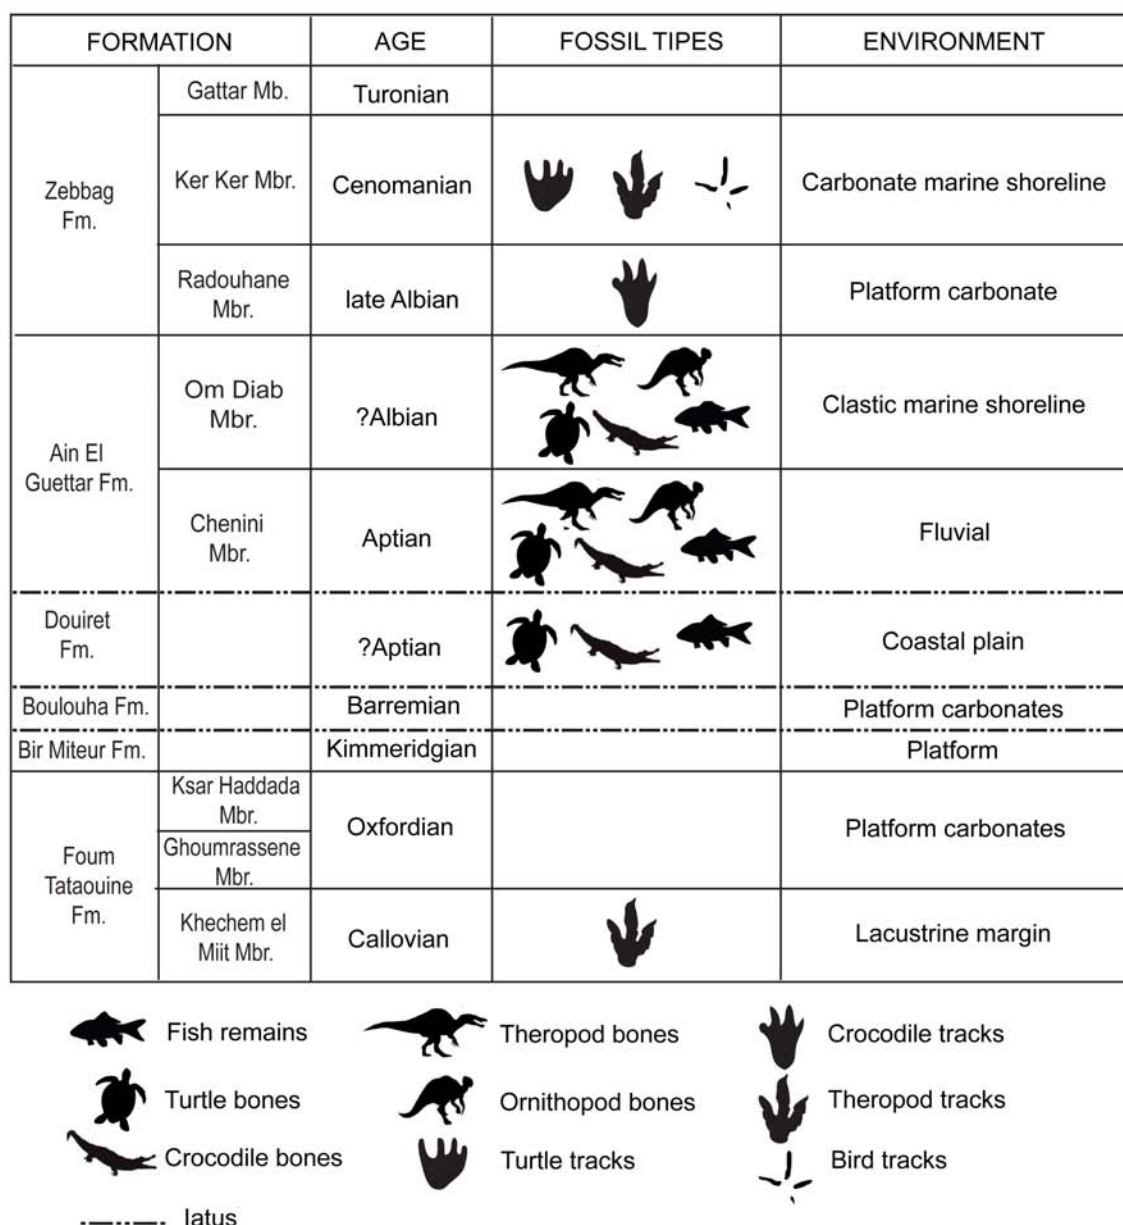 FORMATION AGE FOSSIL TIPES ENVIRONMENT
Zebbag
Fm.
Gattar Mb.
Turonian
Ker Ker Mbr.
Cenomanian
Carbonate marine shoreline
Radouhane
Mbr.
late Albian
Platform carbonate
Ain El
Guettar Fm.
Om Diab
Mbr.
?Albian
Clastic marine shoreline
Chenini
Mbr.
Aptian
Fluvial
Douiret
Fm.
?Aptian
Coastal plain
Boulouha Fm.
Barremian
Platform carbonates
Bir Miteur Fm.
Kimmeridgian
Platform
Foum
Tataouine
Fm.
Ksar Haddada
Mbr.
Ghoumrassene
Mbr.
Oxfordian
Platform carbonates
Khechem el
Miit Mbr.
Callovian
Lacustrine margin
Fish remains
Theropod bones
Crocodile tracks
Turtle bones
Ornithopod bones
Theropod tracks
Crocodile bones
Turtle tracks
Bird tracks
Iatus